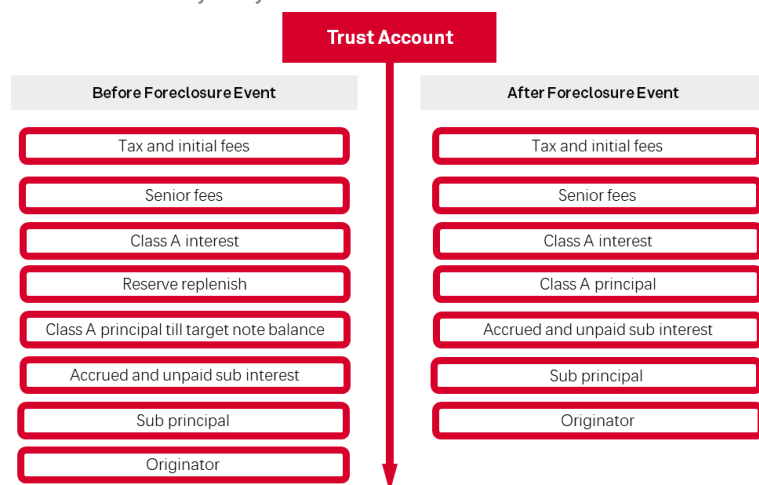 Trust Account
Before Foreclosure Event
Tax and initial fees
Senior fees
Class A interest
Reserve replenish
Class A principal till target note balance
Accrued and unpaid sub interest
Sub principal
Originator
After Foreclosure Event
Tax and initial fees
Senior fees
Class A interest
Class A principal
Accrued and unpaid sub interest
Sub principal
Originator